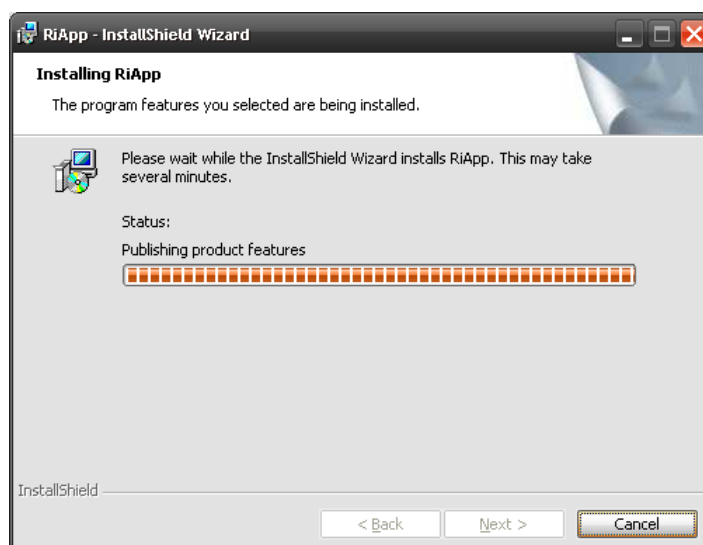 RiApp - InstallShield Wizard
Installing RiApp
The program features you selected are being installed.
Please wait while the InstallShield Wizard installs RiApp. This may take
several minutes.
Status:
Publishing product features
InstallShield
< Back
Next >
Cancel